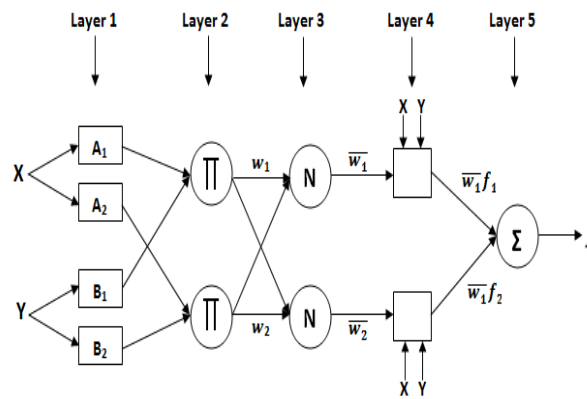 Layer 1 Layer 2 Layer 3 Layer 4 Layer 5
X Y
A₁
∏ w₁ N w̅₁
X
A₂
w̅₁f₁
Σ
B₁
w̅₁f₂
Y
∏ w₂ N w̅₂
B₂
X Y